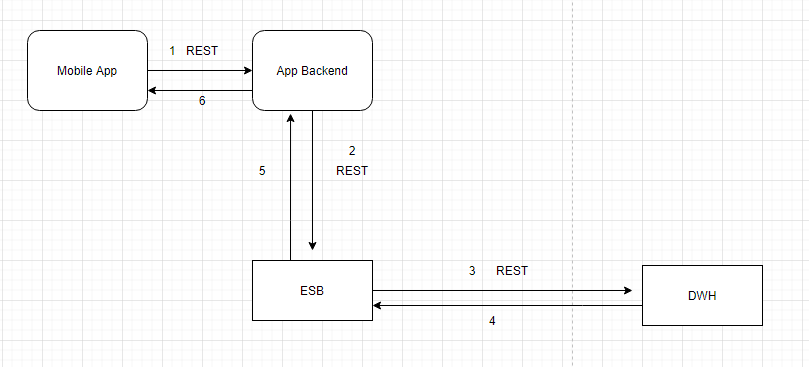 1 REST
Mobile App
App Backend
6
2
5
REST
3 REST
ESB
DWH
4